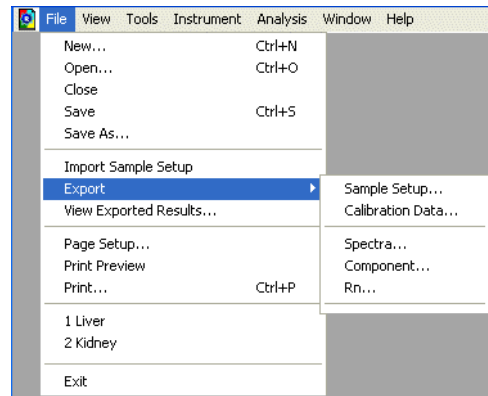 File View Tools Instrument Analysis Window Help
New... Ctrl+N
Open... Ctrl+O
Close
Save Ctrl+S
Save As...
Import Sample Setup
Export
View Exported Results...
Page Setup...
Print Preview
Print... Ctrl+P
1 Liver
2 Kidney
Exit
Sample Setup...
Calibration Data...
Spectra...
Component...
Rn...